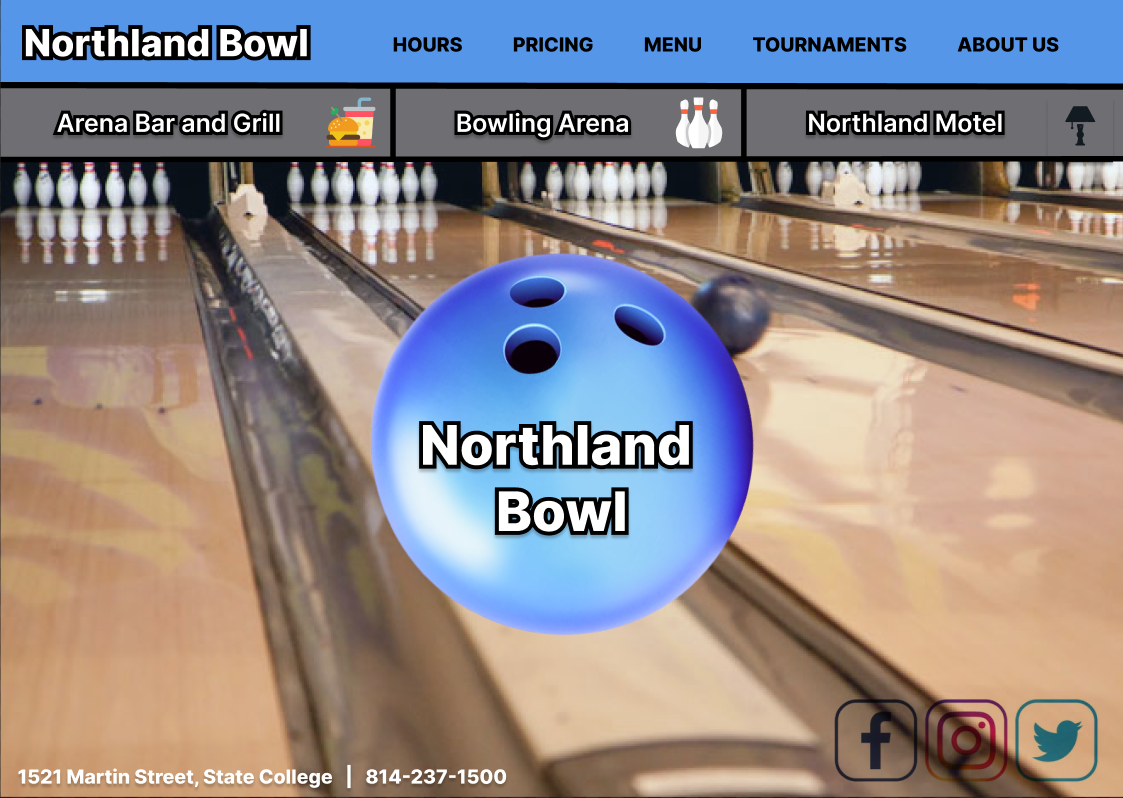 Northland Bowl
HOURS PRICING MENU TOURNAMENTS ABOUT US
Arena Bar and Grill
Bowling Arena
Northland Motel
Northland
Bowl
1521 Martin Street, State College | 814-237-1500